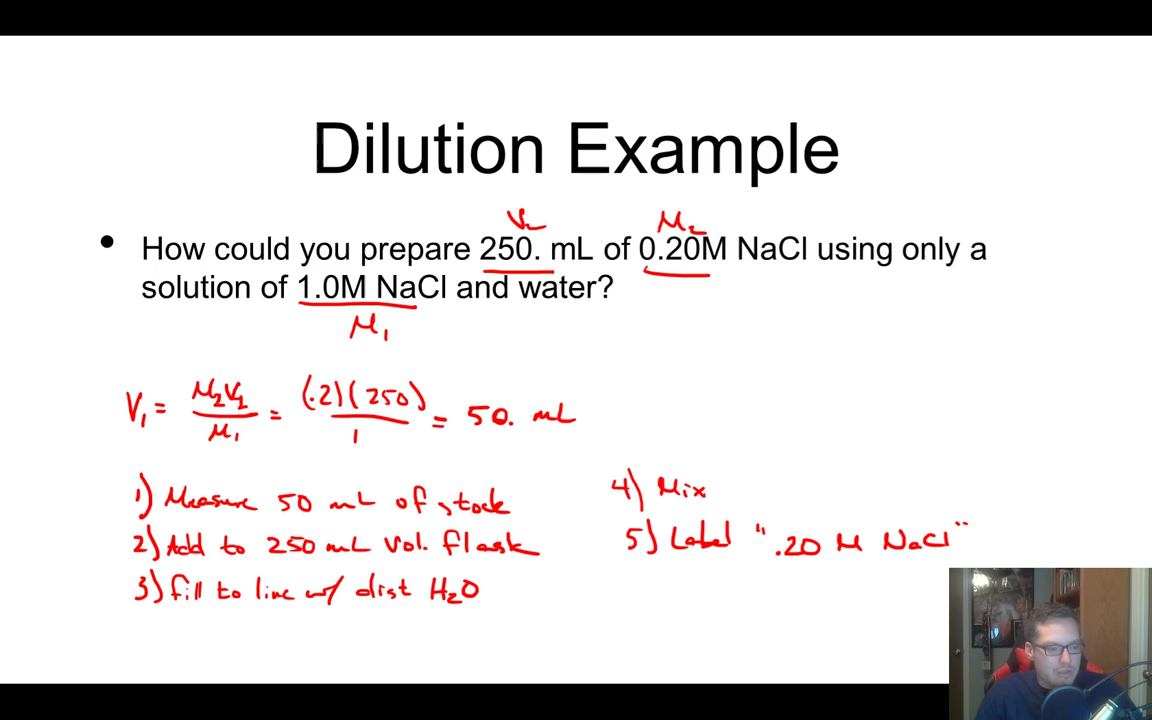 Dilution Example
V₂ M₂
• How could you prepare 250. mL of 0.20M NaCl using only a
solution of 1.0M NaCl and water?
M₁
V₁ = M₂V₂/M₁ = (.2)(250)/1 = 50. mL
1) Measure 50 mL of stock
2) Add to 250 mL vol. flask
3) fill to line w/ dist H₂O
4) Mix
5) Label ".20 M NaCl"